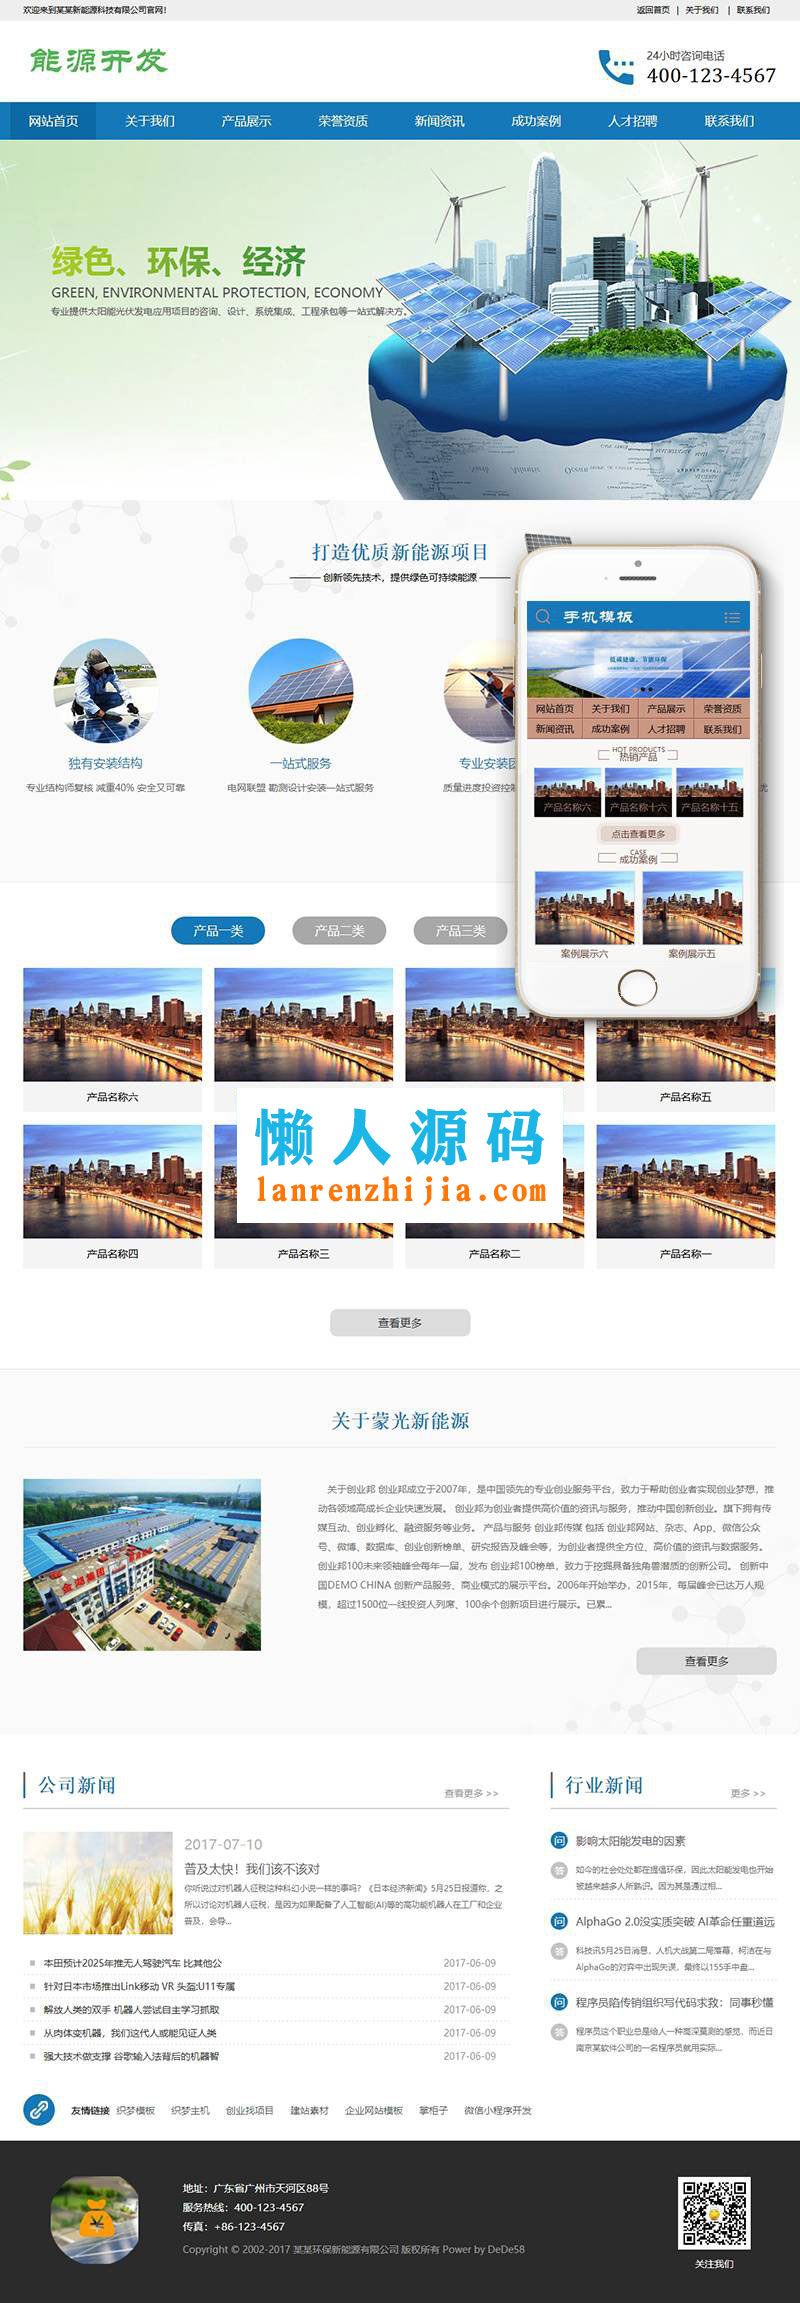 欢迎来到某某新能源科技有限公司官网!
返回首页 | 关于我们 | 联系我们
能源开发
24小时咨询电话
400-123-4567
网站首页 关于我们 产品展示 荣誉资质 新闻资讯 成功案例 人才招聘 联系我们
绿色、环保、经济
GREEN, ENVIRONMENTAL PROTECTION, ECONOMY
专业提供太阳能光伏发电应用项目的咨询、设计、系统集成、工程承包等一站式解决方。
打造优质新能源项目
创新领先技术，提供绿色可持续能源
独有安装结构 一站式服务 专业安装团
专业结构师复核 减重40% 安全又可靠 电网联盟 勘测设计安装一站式服务 质量进度投资控制 优
手机模板
低碳健康，节能环保
网站首页 关于我们 产品展示 荣誉资质
新闻资讯 成功案例 人才招聘 联系我们
HOT PRODUCTS
热销产品
产品名称六 产品名称十六 产品名称十五
点击查看更多
CASE
成功案例
案例展示六 案例展示五
产品一类 产品二类 产品三类
产品名称六 产品名称五
懒人源码
lanrenzhijia.com
产品名称四 产品名称三 产品名称二 产品名称一
查看更多
关于蒙光新能源
关于创业邦 创业邦成立于2007年，是中国领先的专业创业服务平台，致力于帮助创业者实现创业梦想，推
动各领域高成长企业快速发展。 创业邦为创业者提供高价值的资讯与服务，推动中国创新创业。旗下拥有传
媒互动、创业孵化、融资服务等业务。 产品与服务 创业邦传媒 包括 创业邦网站、杂志、App、微信公众
号、微博、数据库、创业创新榜单、研究报告及峰会等，为创业者提供全方位、高价值的资讯与数据服务。
创业邦100未来领袖峰会每年一届，发布 创业邦100榜单，致力于挖掘具备独角兽潜质的创新公司。 创新中
国DEMO CHINA 创新产品服务、商业模式的展示平台。2006年开始举办，2015年，每届峰会已达万人规
模，超过1500位一线投资人列席、100余个创新项目进行展示。已累...
查看更多
公司新闻
查看更多 >>
2017-07-10
普及太快！我们该不该对
你听说过对机器人征税这种科幻小说一样的事吗？《日本经济新闻》5月25日报道称，之
所以讨论对机器人征税，是因为如果配备了人工智能(AI)等的高功能机器人在工厂和企业
普及，会导...
本田预计2025年推无人驾驶汽车 比其他公 2017-06-09
针对日本市场推出Link移动 VR 头盔:U11专属 2017-06-09
解放人类的双手 机器人尝试自主学习抓取 2017-06-09
从肉体变机器，我们这代人或能见证人类 2017-06-09
强大技术做支撑 谷歌输入法背后的机器智 2017-06-09
行业新闻
更多 >>
问 影响太阳能发电的因素
答 如今的社会处处都在提倡环保，因此太阳能发电也开始
被越来越多人所熟识。因为其是通过相...
问 AlphaGo 2.0没实质突破 AI革命任重道远
答 科技讯5月25日消息，人机大战第二局落幕，柯洁在与
AlphaGo的对弈中出现失误，最终以155手中盘...
问 程序员陷传销组织写代码求救：同事秒懂
答 程序员这个职业总是给人一种高深莫测的感觉，而近日
南京某软件公司的一名程序员就用实际...
友情链接 织梦模板 织梦主机 创业找项目 建站素材 企业网站模板 掌柜子 微信小程序开发
地址：广东省广州市天河区88号
服务热线：400-123-4567
传真：+86-123-4567
Copyright © 2002-2017 某某环保新能源有限公司 版权所有 Power by DeDe58
关注我们